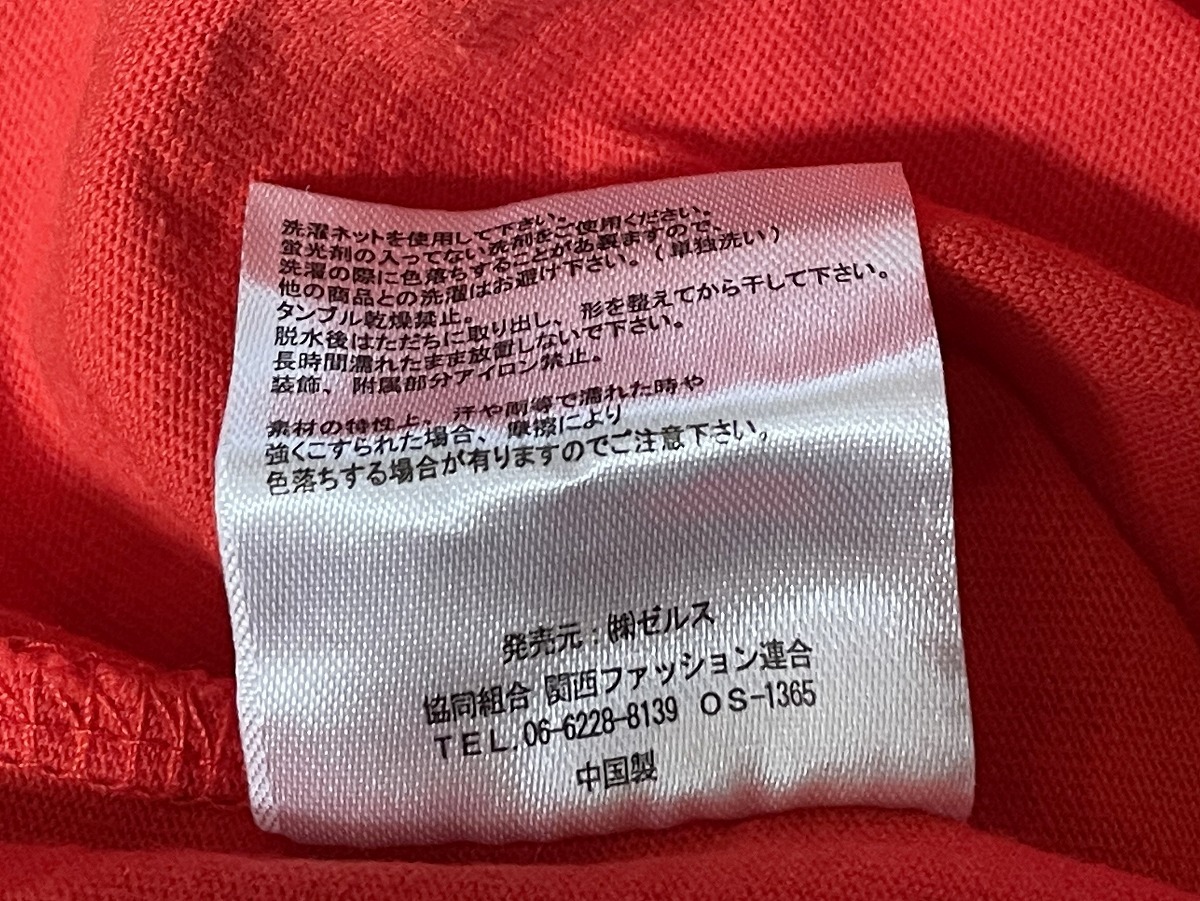 洗濯ネットを使用して下さい。
蛍光剤の入ってない洗剤をご使用ください。
洗濯の際に色落ちすることが必要ますので、
他の商品との洗濯はお避け下さい。(単独洗い)
タンブル乾燥禁止。
脱水後はただちに取り出し、形を整えてから干して下さい。
長時間濡れたまま放置しないで下さい。
装飾、附属部分アイロン禁止。
素材の特性上、汗や雨等で濡れた時や
強くこすられた場合、摩擦により
色落ちする場合が有りますのでご注意下さい。
発売元:㈱ゼルス
協同組合 関西ファッション連合
TEL.06-6228-8139 OS-1365
中国製